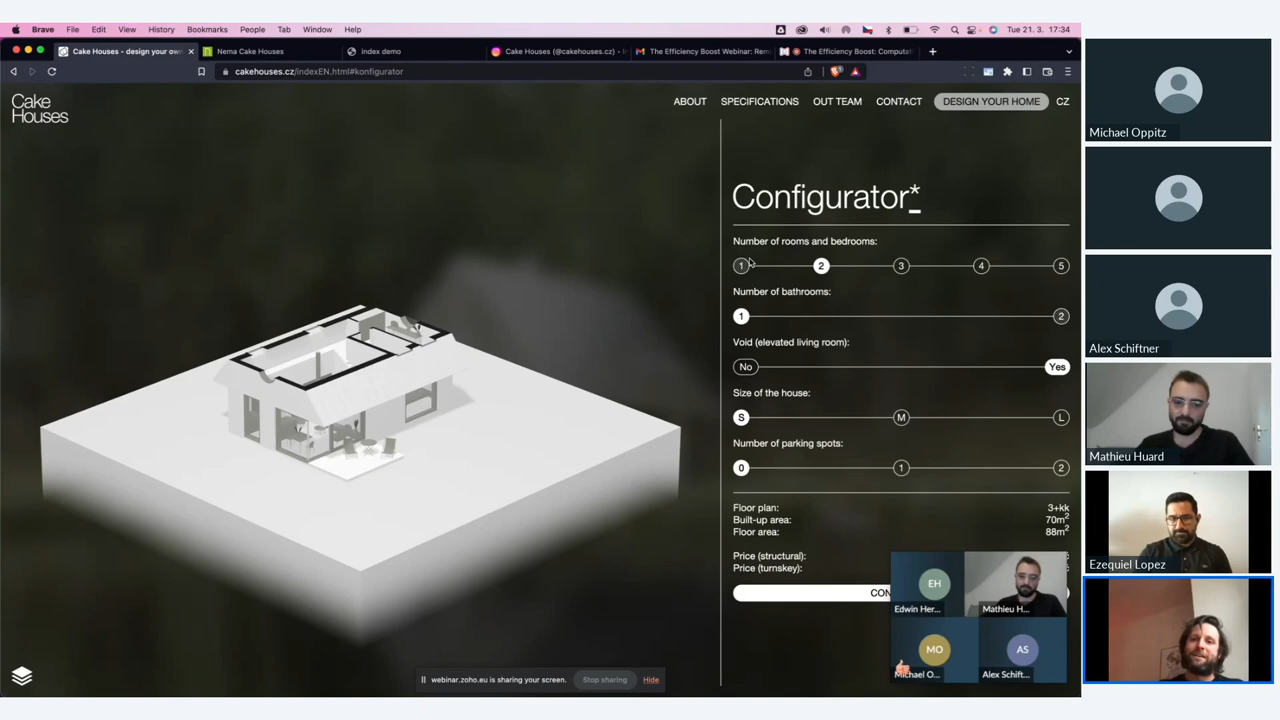 Brave File Edit View History Bookmarks People Tab Window Help
Tue 21. 3. 17:34
Cake Houses - design your own
Nema Cake Houses
index demo
Cake Houses (@cakehouses.cz) •
The Efficiency Boost Webinar: Rem
The Efficiency Boost: Computat
cakehouses.cz/indexEN.html#konfigurator
Cake
Houses
ABOUT SPECIFICATIONS OUT TEAM CONTACT DESIGN YOUR HOME CZ
Configurator*
Number of rooms and bedrooms:
1 2 3 4 5
Number of bathrooms:
1 2
Void (elevated living room):
No Yes
Size of the house:
S M L
Number of parking spots:
0 1 2
Floor plan: 3+kk
Built-up area: 70m²
Floor area: 88m²
Price (structural):
Price (turnskey):
CON
EH
Edwin Her...
Mathieu H...
MO
Michael O...
AS
Alex Schift...
webinar.zoho.eu is sharing your screen.
Stop sharing
Hide
Michael Oppitz
Alex Schiftner
Mathieu Huard
Ezequiel Lopez